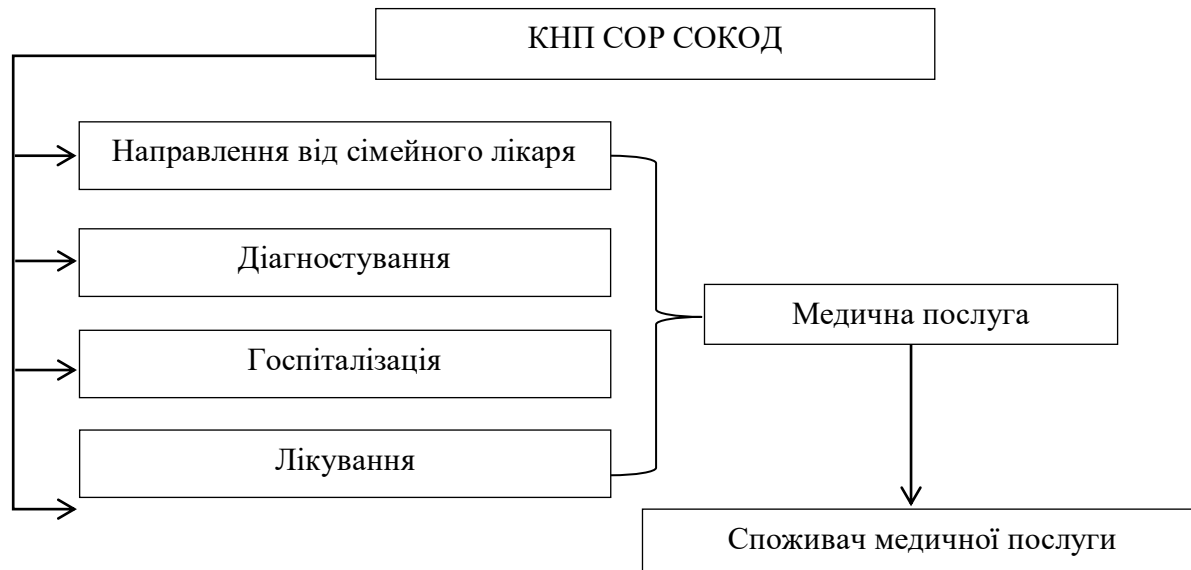 КНП СОР СОКОД
Направлення від сімейного лікаря
Діагностування
Госпіталізація
Лікування
Медична послуга
Споживач медичної послуги